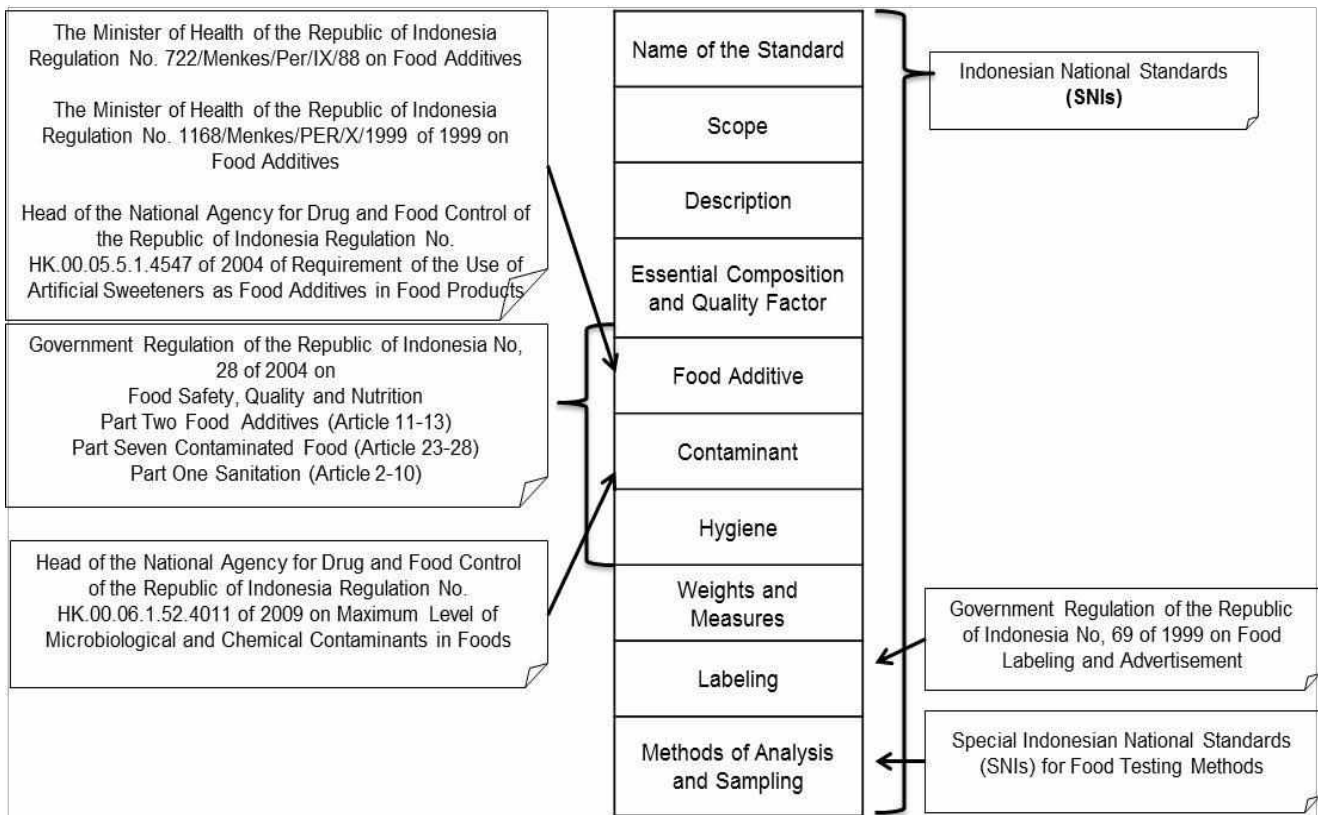 The Minister of Health of the Republic of Indonesia
Regulation No. 722/Menkes/Per/IX/88 on Food Additives
The Minister of Health of the Republic of Indonesia
Regulation No. 1168/Menkes/PER/X/1999 of 1999 on
Food Additives
Head of the National Agency for Drug and Food Control of
the Republic of Indonesia Regulation No.
HK.00.05.5.1.4547 of 2004 of Requirement of the Use of
Artificial Sweeteners as Food Additives in Food Products
Government Regulation of the Republic of Indonesia No,
28 of 2004 on
Food Safety, Quality and Nutrition
Part Two Food Additives (Article 11-13)
Part Seven Contaminated Food (Article 23-28)
Part One Sanitation (Article 2-10)
Head of the National Agency for Drug and Food Control
of the Republic of Indonesia Regulation No.
HK.00.06.1.52.4011 of 2009 on Maximum Level of
Microbiological and Chemical Contaminants in Foods
Name of the Standard
Scope
Description
Essential Composition
and Quality Factor
Food Additive
Contaminant
Hygiene
Weights and
Measures
Labeling
Methods of Analysis
and Sampling
Indonesian National Standards
(SNIs)
Government Regulation of the Republic
of Indonesia No, 69 of 1999 on Food
Labeling and Advertisement
Special Indonesian National Standards
(SNIs) for Food Testing Methods